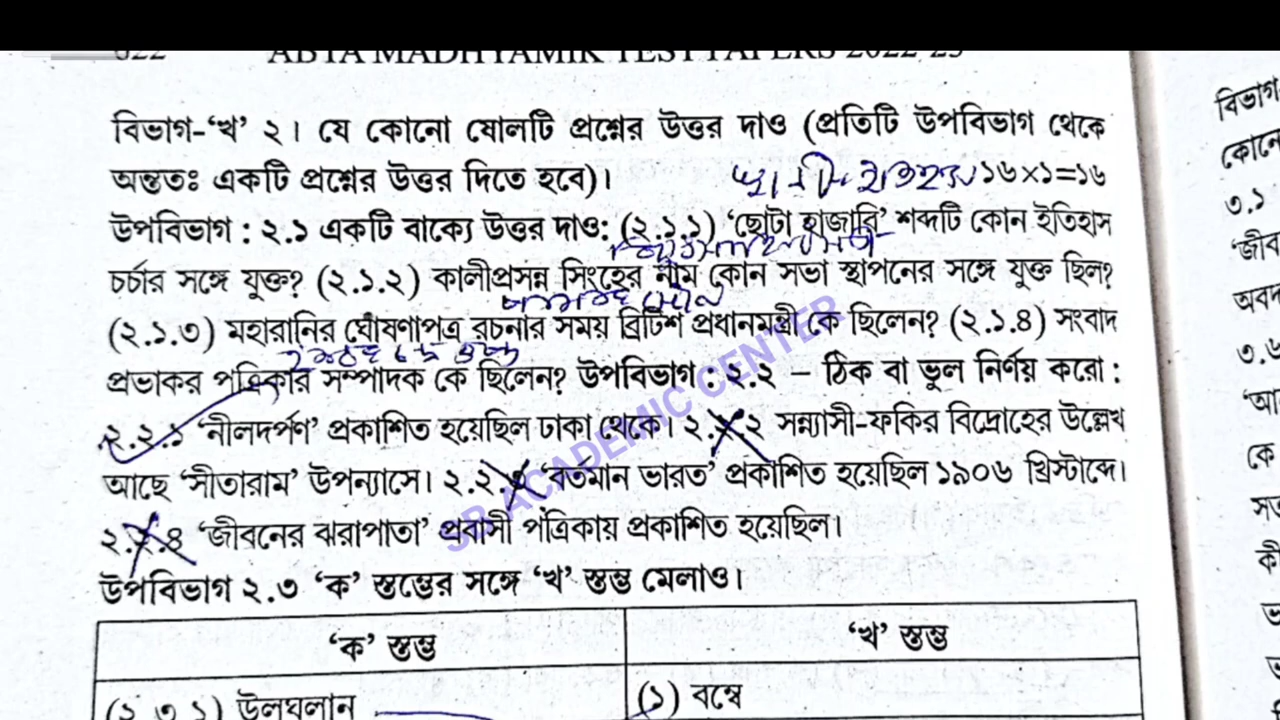 622 ABTA MADHYAMIK TEST PAPERS 2022-23
বিভাগ-‘খ’ ২। যে কোনো ষোলটি প্রশ্নের উত্তর দাও (প্রতিটি উপবিভাগ থেকে
অন্ততঃ একটি প্রশ্নের উত্তর দিতে হবে)। ১৬×১=১৬
উপবিভাগ : ২.১ একটি বাক্যে উত্তর দাও: (২.১.১) ‘ছোটা হাজারি’ শব্দটি কোন ইতিহাস
চর্চার সঙ্গে যুক্ত? (২.১.২) কালীপ্রসন্ন সিংহের নাম কোন সভা স্থাপনের সঙ্গে যুক্ত ছিল?
(২.১.৩) মহারানির ঘোষণাপত্র রচনার সময় ব্রিটিশ প্রধানমন্ত্রী কে ছিলেন? (২.১.৪) সংবাদ
প্রভাকর পত্রিকার সম্পাদক কে ছিলেন? উপবিভাগ : ২.২ – ঠিক বা ভুল নির্ণয় করো :
২.২.১ ‘নীলদর্পণ’ প্রকাশিত হয়েছিল ঢাকা থেকে। ২.২.২ সন্ন্যাসী-ফকির বিদ্রোহের উল্লেখ
আছে ‘সীতারাম’ উপন্যাসে। ২.২.৩ ‘বর্তমান ভারত’ প্রকাশিত হয়েছিল ১৯০৬ খ্রিস্টাব্দে।
২.২.৪ ‘জীবনের ঝরাপাতা’ প্রবাসী পত্রিকায় প্রকাশিত হয়েছিল।
উপবিভাগ ২.৩ ‘ক’ স্তম্ভের সঙ্গে ‘খ’ স্তম্ভ মেলাও।
‘ক’ স্তম্ভ ‘খ’ স্তম্ভ
(২.৩.১) উলঘুলান (১) বম্বে
SB ACADEMIC CENTER
বিভাগ
কোনে
৩.১
‘জীব
অবদ
৩.৬
‘আ
কে